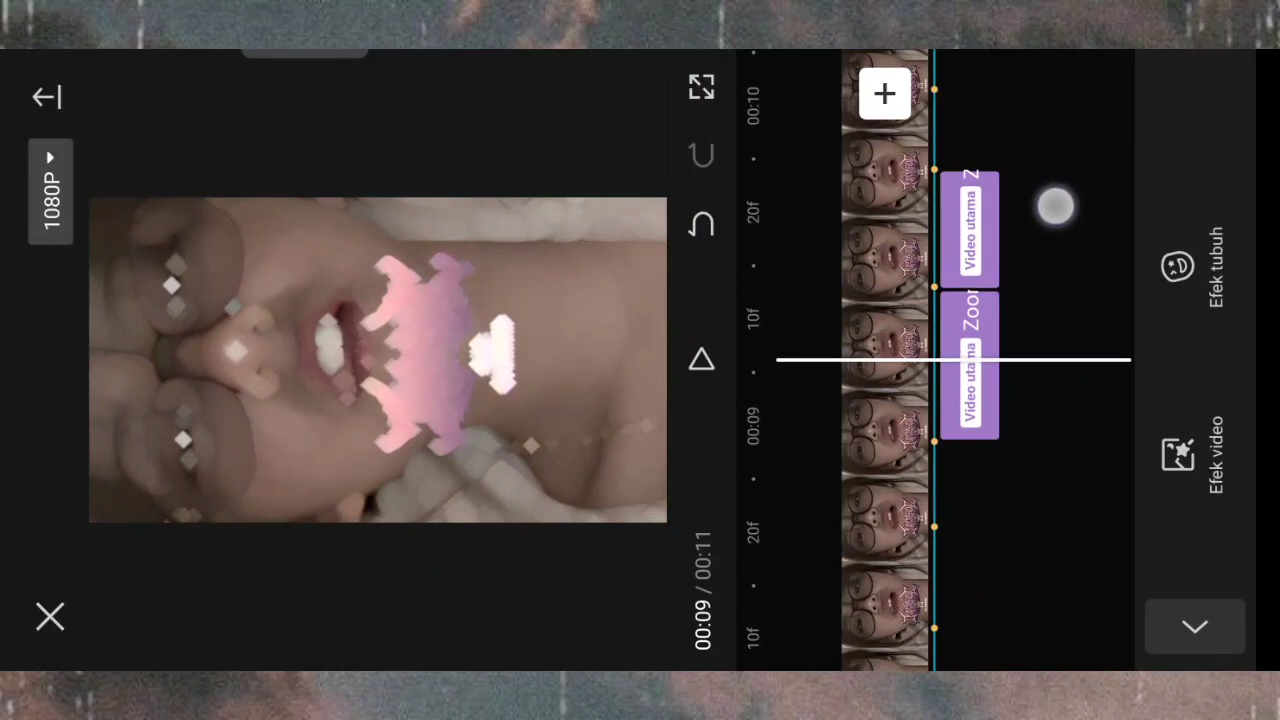 1080P
00:09 / 00:11
10f
20f
00:09
10f
20f
00:10
Video utama Zoor
Video utama Z
Efek video
Efek tubuh